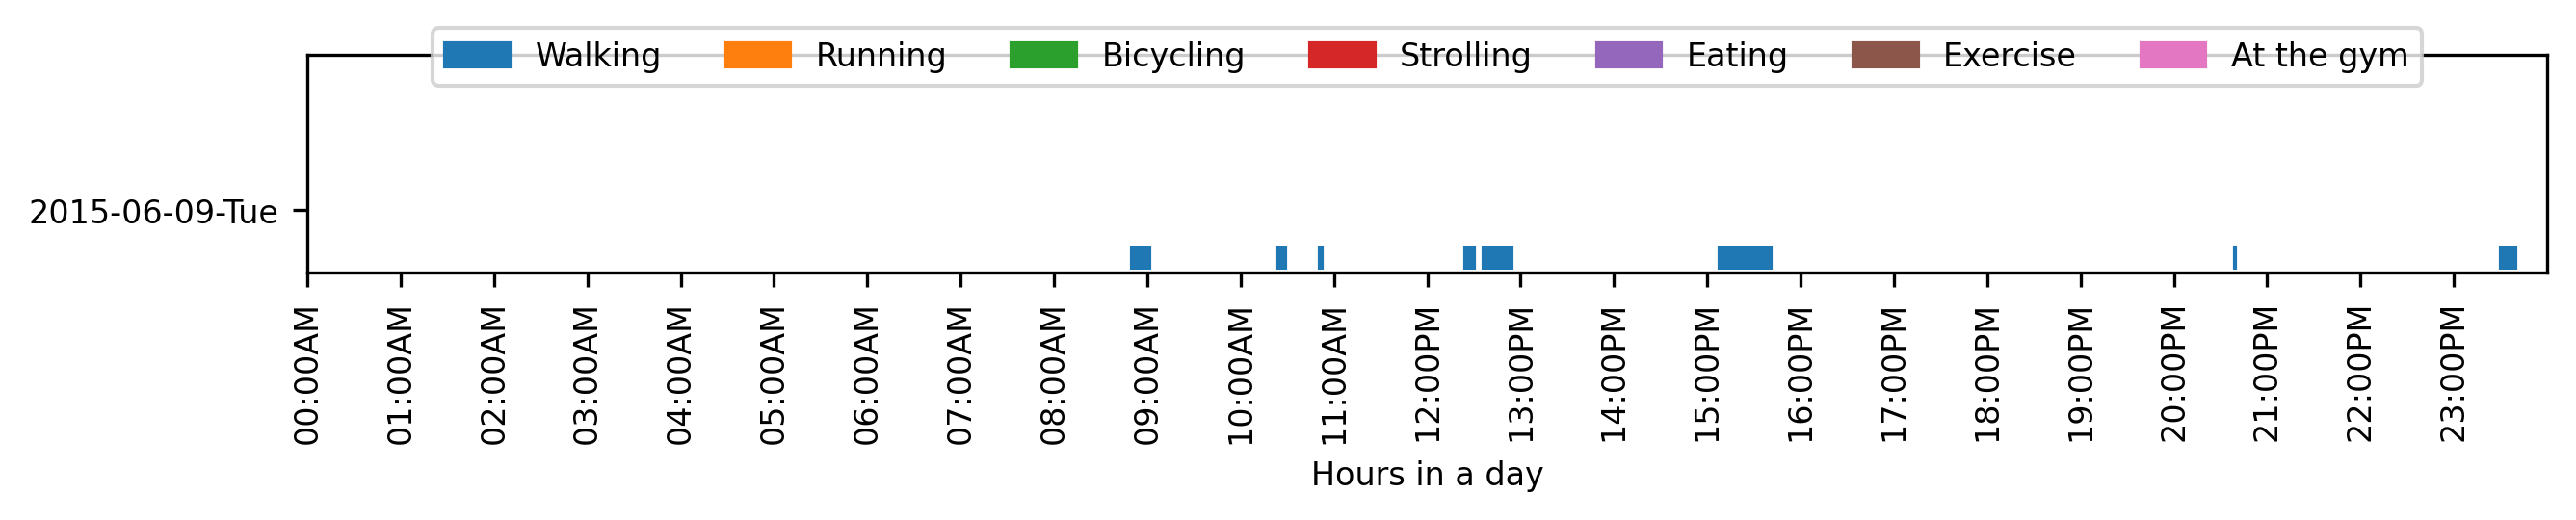 Walking Running Bicycling Strolling Eating Exercise At the gym
2015-06-09-Tue
00:00AM 01:00AM 02:00AM 03:00AM 04:00AM 05:00AM 06:00AM 07:00AM 08:00AM 09:00AM 10:00AM 11:00AM 12:00PM 13:00PM 14:00PM 15:00PM 16:00PM 17:00PM 18:00PM 19:00PM 20:00PM 21:00PM 22:00PM 23:00PM
Hours in a day